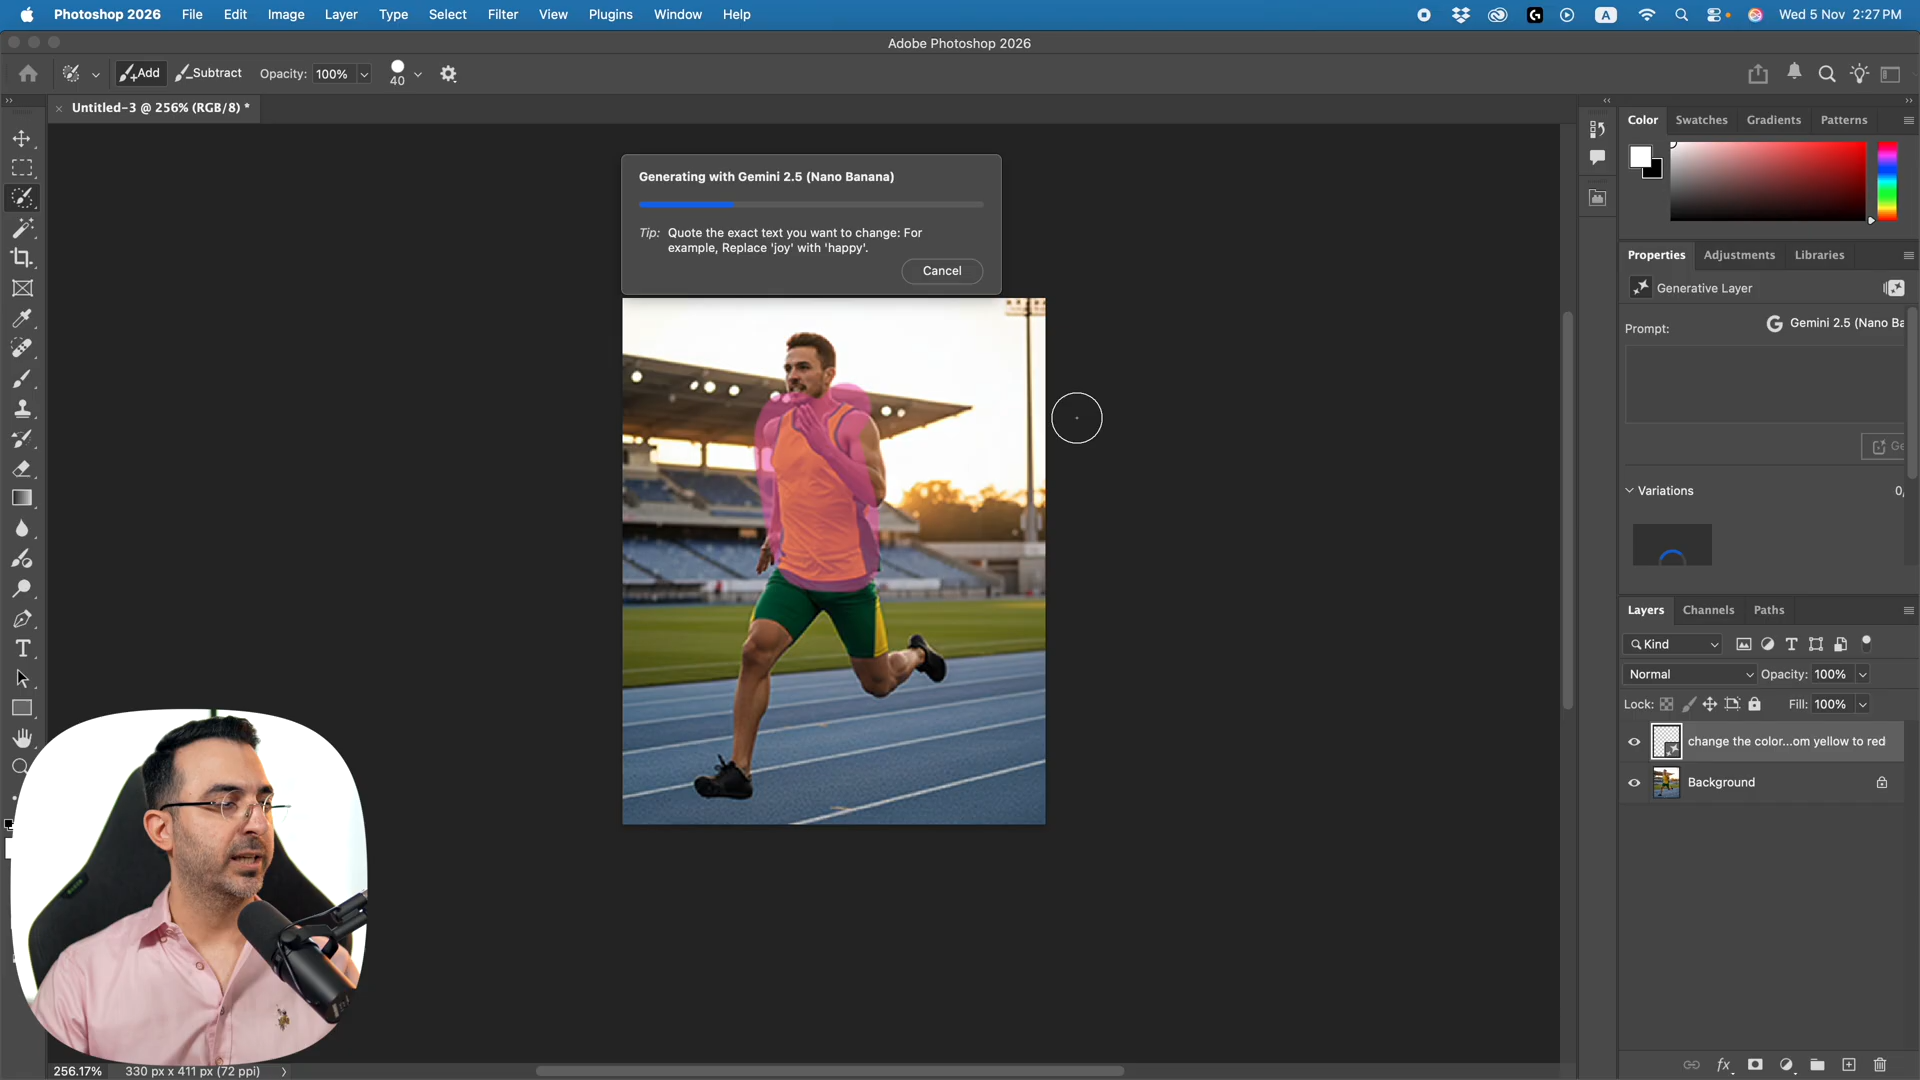 Photoshop 2026 File Edit Image Layer Type Select Filter View Plugins Window Help
A Wed 5 Nov 2:27 PM
Adobe Photoshop 2026
Add Subtract Opacity: 100% 40
Untitled-3 @ 256% (RGB/8) *
Color Swatches Gradients Patterns
Generating with Gemini 2.5 (Nano Banana)
Tip: Quote the exact text you want to change: For
example, Replace 'joy' with 'happy'.
Cancel
Properties Adjustments Libraries
Generative Layer
Prompt: G Gemini 2.5 (Nano Ba
Ge
Variations 0,
Layers Channels Paths
Kind
Normal Opacity: 100%
Lock: Fill: 100%
change the color...om yellow to red
Background
256.17% 330 px x 411 px (72 ppi)
fx